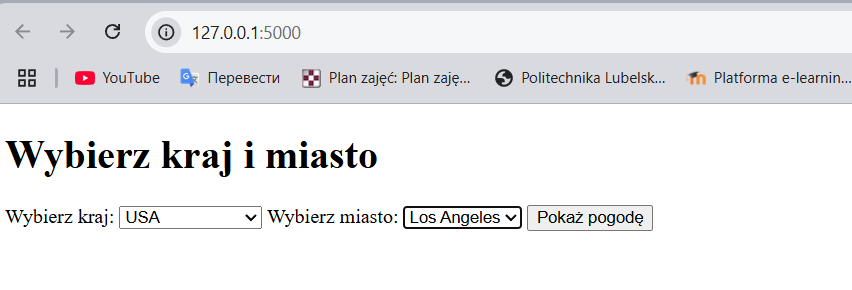 127.0.0.1:5000
YouTube Перевести Plan zajęć: Plan zaję... Politechnika Lubelsk... Platforma e-learnin...
Wybierz kraj i miasto
Wybierz kraj: USA Wybierz miasto: Los Angeles Pokaż pogodę